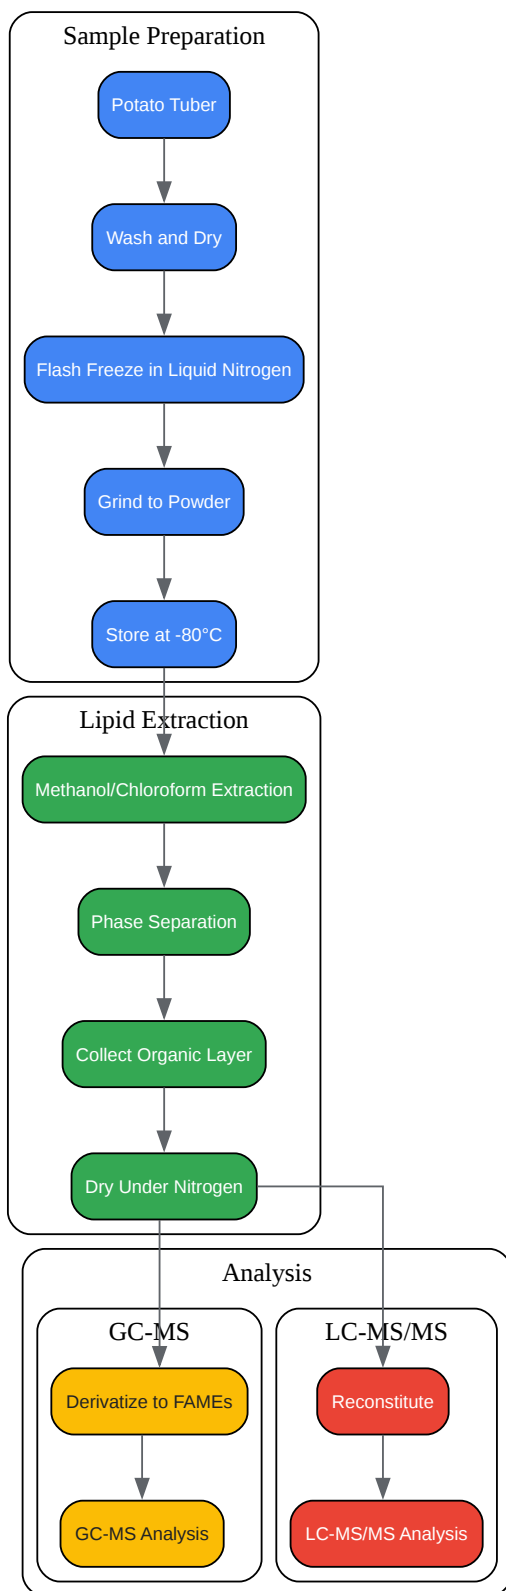 Sample Preparation
Potato Tuber
Wash and Dry
Flash Freeze in Liquid Nitrogen
Grind to Powder
Store at -80°C
Lipid Extraction
Methanol/Chloroform Extraction
Phase Separation
Collect Organic Layer
Dry Under Nitrogen
Analysis
GC-MS
Derivatize to FAMEs
GC-MS Analysis
LC-MS/MS
Reconstitute
LC-MS/MS Analysis